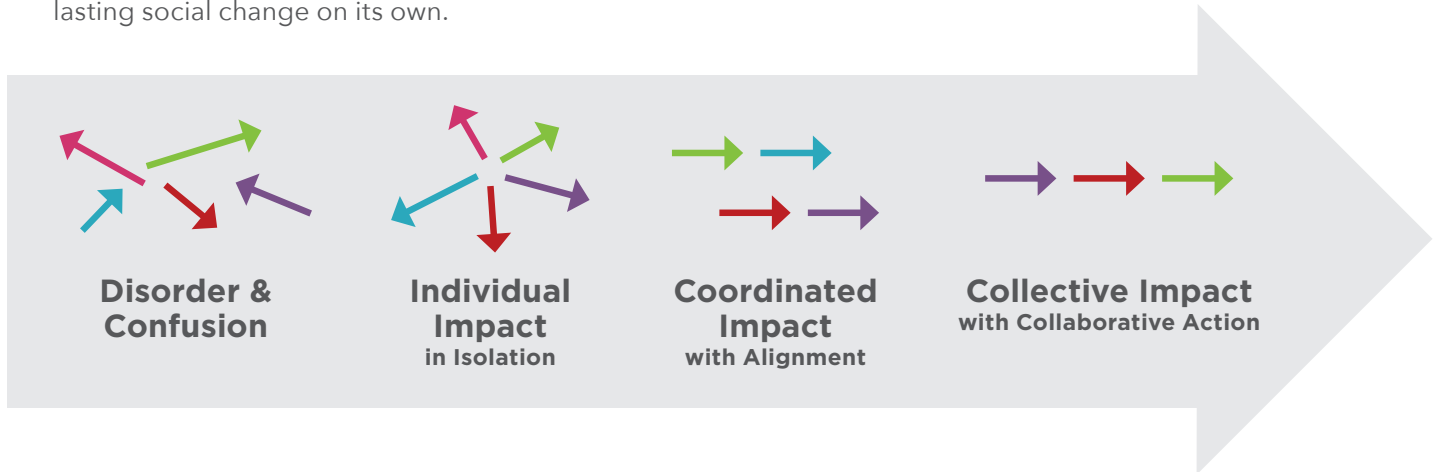 lasting social change on its own.
Disorder &
Confusion
Individual
Impact
in Isolation
Coordinated
Impact
with Alignment
Collective Impact
with Collaborative Action